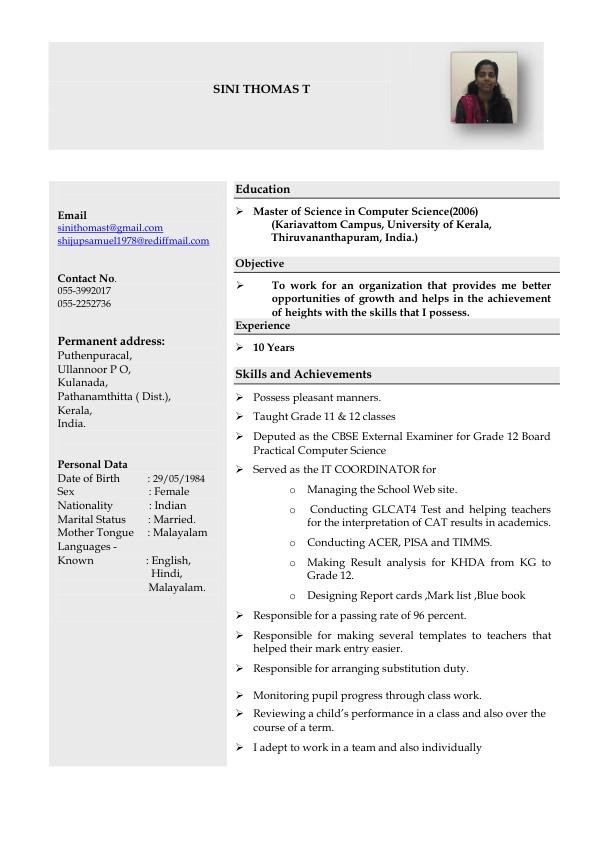 SINI THOMAS T
Email
sinithomast@gmail.com
shijupsamuel1978@rediffmail.com
Contact No.
055-3992017
055-2252736
Permanent address:
Puthenpuracal,
Ullannoor P O,
Kulanada,
Pathanamthitta ( Dist.),
Kerala,
India.
Personal Data
Date of Birth : 29/05/1984
Sex : Female
Nationality : Indian
Marital Status : Married.
Mother Tongue : Malayalam
Languages -
Known : English,
Hindi,
Malayalam.
Education
➢ Master of Science in Computer Science(2006)
(Kariavattom Campus, University of Kerala,
Thiruvananthapuram, India.)
Objective
➢ To work for an organization that provides me better
opportunities of growth and helps in the achievement
of heights with the skills that I possess.
Experience
➢ 10 Years
Skills and Achievements
➢ Possess pleasant manners.
➢ Taught Grade 11 & 12 classes
➢ Deputed as the CBSE External Examiner for Grade 12 Board
Practical Computer Science
➢ Served as the IT COORDINATOR for
o Managing the School Web site.
o Conducting GLCAT4 Test and helping teachers
for the interpretation of CAT results in academics.
o Conducting ACER, PISA and TIMMS.
o Making Result analysis for KHDA from KG to
Grade 12.
o Designing Report cards ,Mark list ,Blue book
➢ Responsible for a passing rate of 96 percent.
➢ Responsible for making several templates to teachers that
helped their mark entry easier.
➢ Responsible for arranging substitution duty.
➢ Monitoring pupil progress through class work.
➢ Reviewing a child’s performance in a class and also over the
course of a term.
➢ I adept to work in a team and also individually